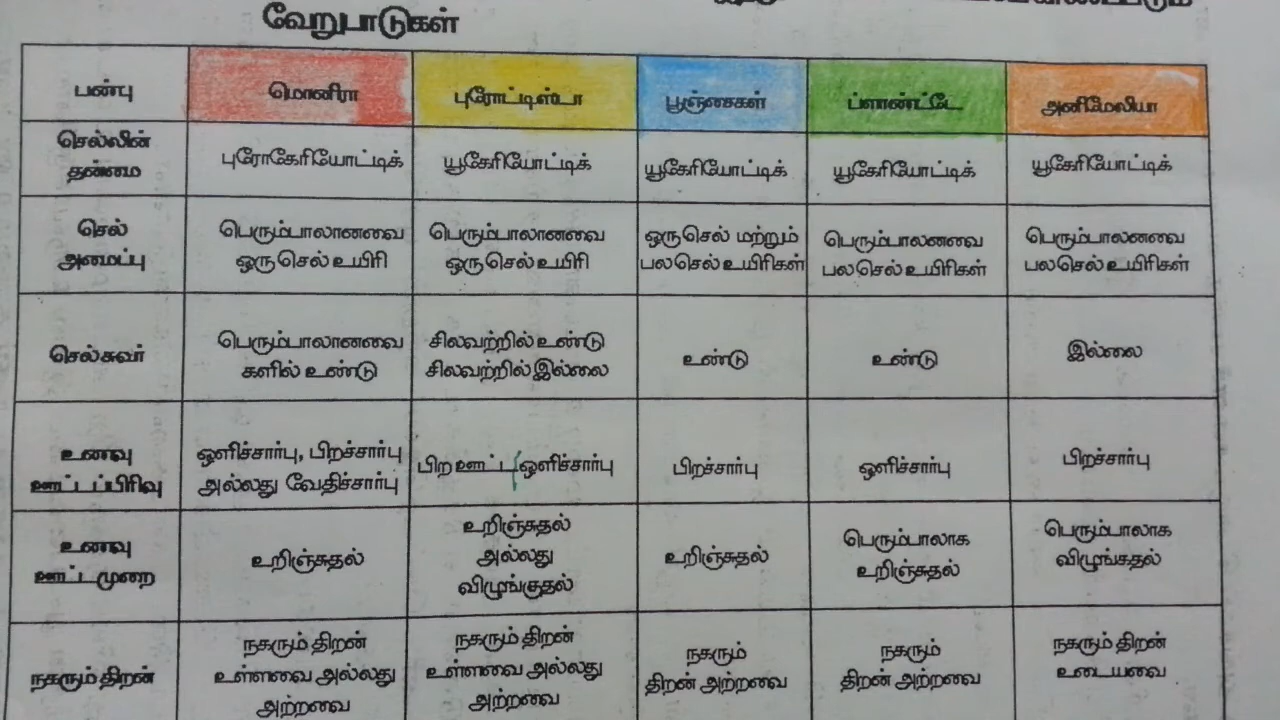 வேறுபாடுகள்
பண்பு மொனிரா புரோட்டிஸ்டா பூஞ்சைகள் ப்ளாண்ட்டே அனிமேலியா
செல்லின்
தன்மை
புரோகேரியோட்டிக்
யூகேரியோட்டிக்
யூகேரியோட்டிக்
யூகேரியோட்டிக்
யூகேரியோட்டிக்
செல்
அமைப்பு
பெரும்பாலானவை
ஒரு செல் உயிரி
பெரும்பாலானவை
ஒரு செல் உயிரி
ஒரு செல் மற்றும்
பலசெல் உயிரிகள்
பெரும்பாலனவை
பலசெல் உயிரிகள்
பெரும்பாலனவை
பலசெல் உயிரிகள்
செல்சுவர்
பெரும்பாலானவை
களில் உண்டு
சிலவற்றில் உண்டு
சிலவற்றில் இல்லை
உண்டு
உண்டு
இல்லை
உணவு
ஊட்டப்பிரிவு
ஒளிச்சார்பு, பிறச்சார்பு
அல்லது வேதிச்சார்பு
பிற ஊட்டு/ஒளிச்சார்பு
பிறச்சார்பு
ஒளிச்சார்பு
பிறச்சார்பு
உணவு
ஊட்டமுறை
உறிஞ்சுதல்
உறிஞ்சுதல்
அல்லது
விழுங்குதல்
உறிஞ்சுதல்
பெரும்பாலாக
உறிஞ்சுதல்
பெரும்பாலாக
விழுங்கதல்
நகரும் திறன்
நகரும் திறன்
உள்ளவை அல்லது
அற்றவை
நகரும் திறன்
உள்ளவை அல்லது
அற்றவை
நகரும்
திறன் அற்றவை
நகரும்
திறன் அற்றவை
நகரும் திறன்
உடையவை